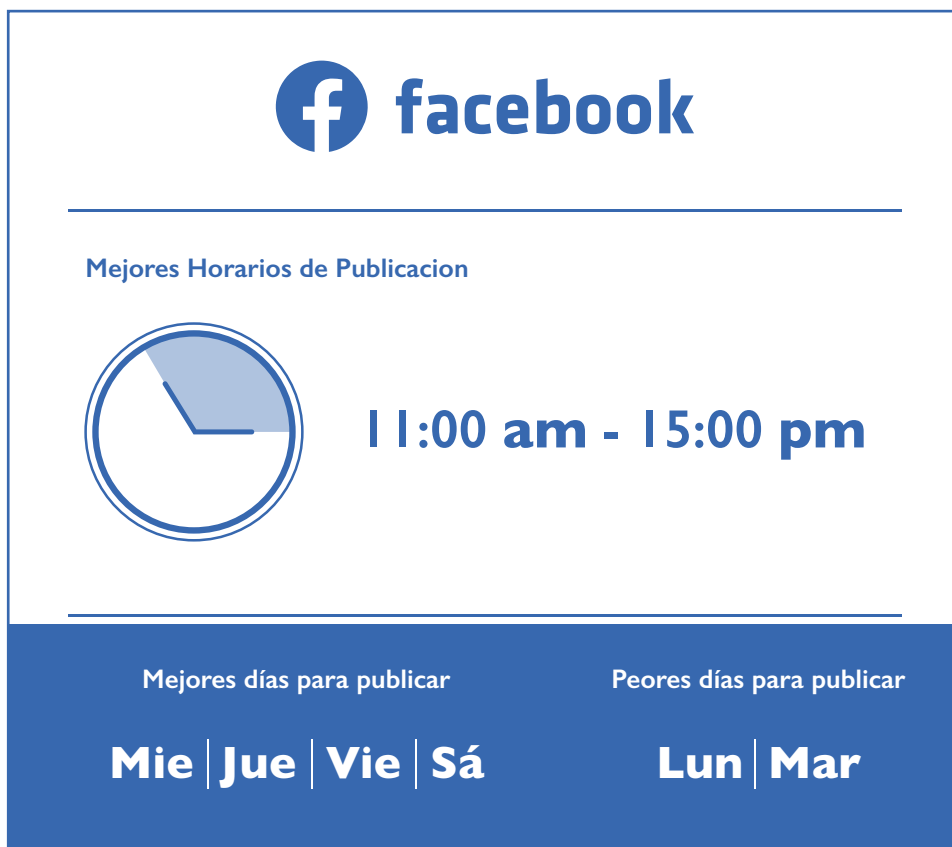 facebook
Mejores Horarios de Publicacion
11:00 am - 15:00 pm
Mejores días para publicar
Mie | Jue | Vie | Sá
Peores días para publicar
Lun | Mar